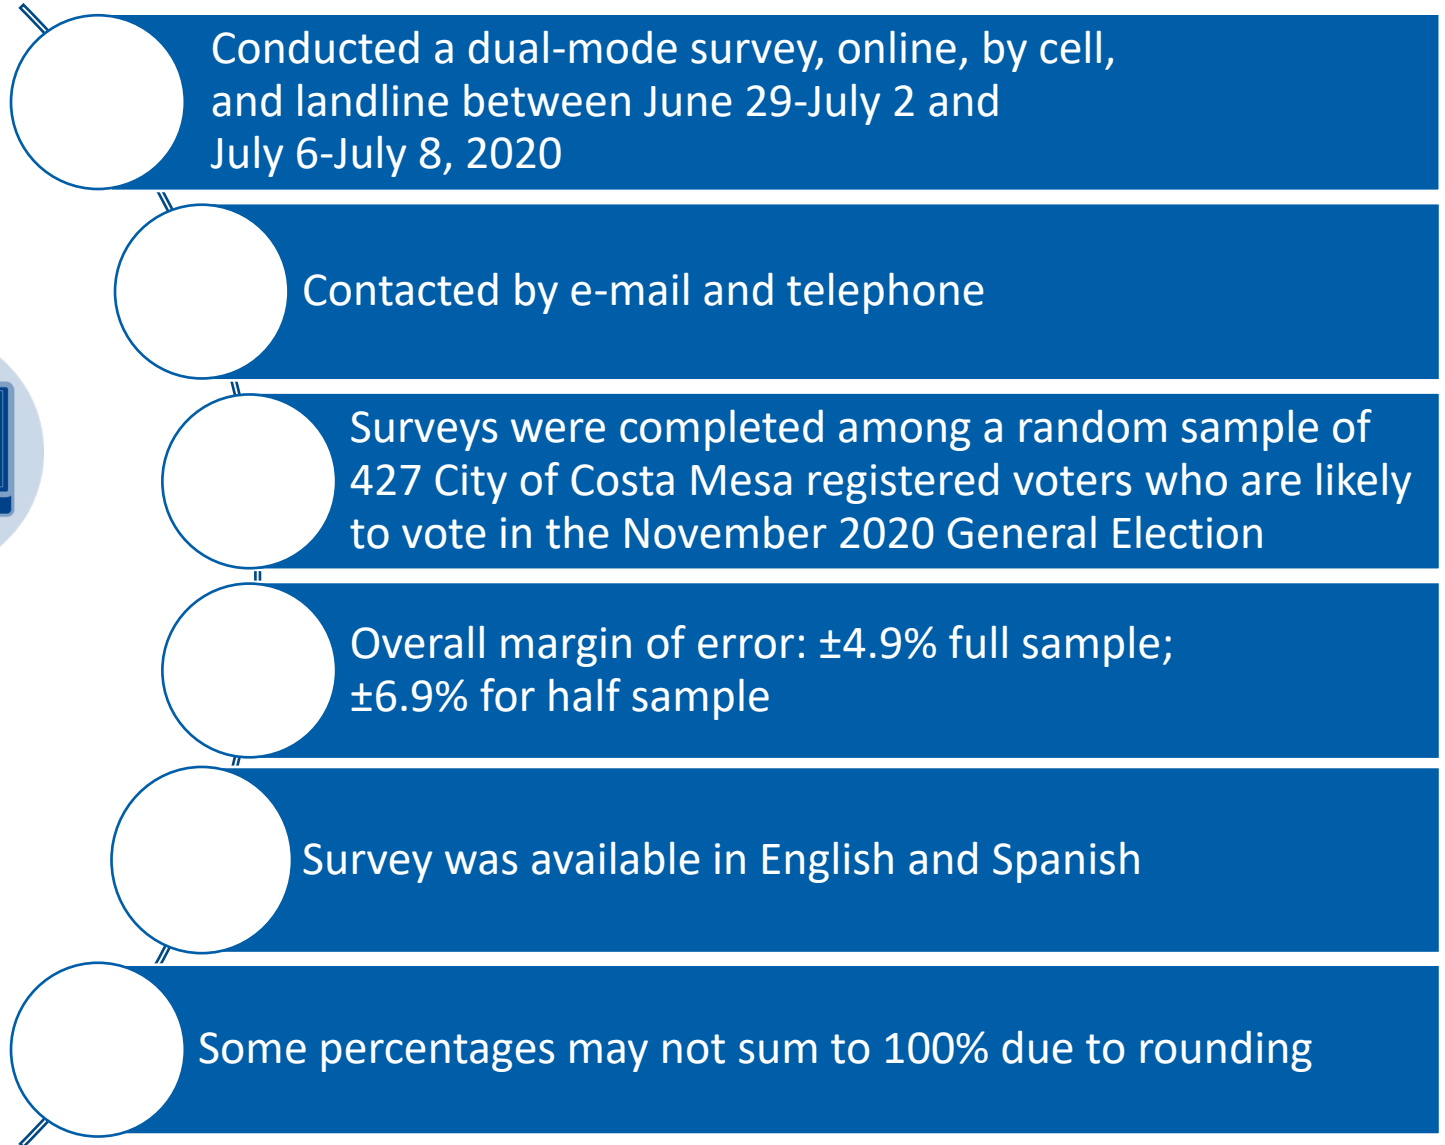 Conducted a dual-mode survey, online, by cell,
and landline between June 29-July 2 and
July 6-July 8, 2020
Contacted by e-mail and telephone
Surveys were completed among a random sample of
427 City of Costa Mesa registered voters who are likely
to vote in the November 2020 General Election
Overall margin of error: ±4.9% full sample;
±6.9% for half sample
Survey was available in English and Spanish
Some percentages may not sum to 100% due to rounding